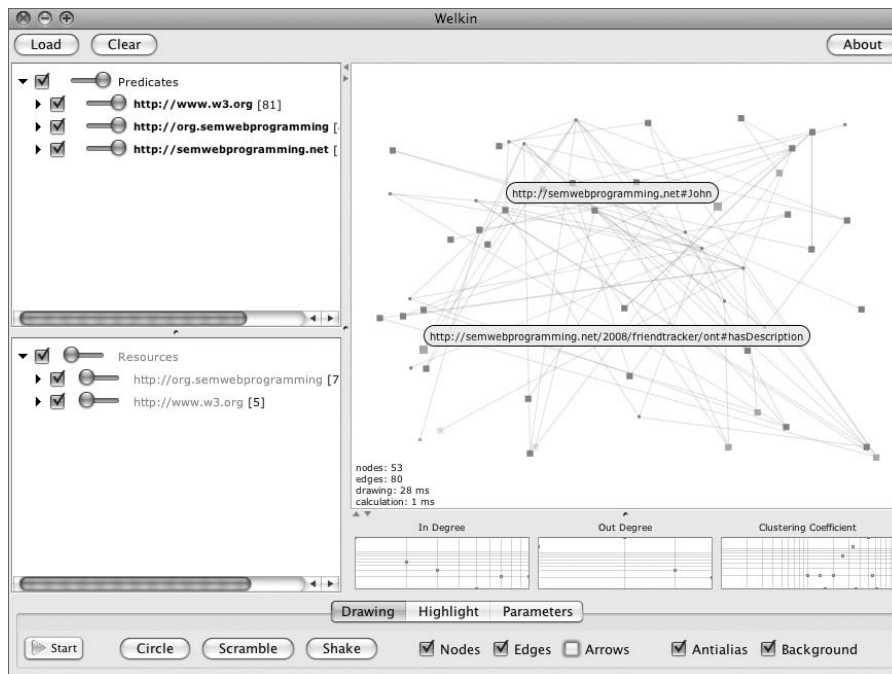 Welkin
Load Clear About
Predicates
http://www.w3.org [81]
http://org.semwebprogramming [
http://semwebprogramming.net [
http://semwebprogramming.net#John
http://semwebprogramming.net/2008/friendtracker/ont#hasDescription
Resources
http://org.semwebprogramming [7
http://www.w3.org [5]
nodes: 53
edges: 80
drawing: 28 ms
calculation: 1 ms
In Degree Out Degree Clustering Coefficient
Drawing Highlight Parameters
Start Circle Scramble Shake Nodes Edges Arrows Antialias Background